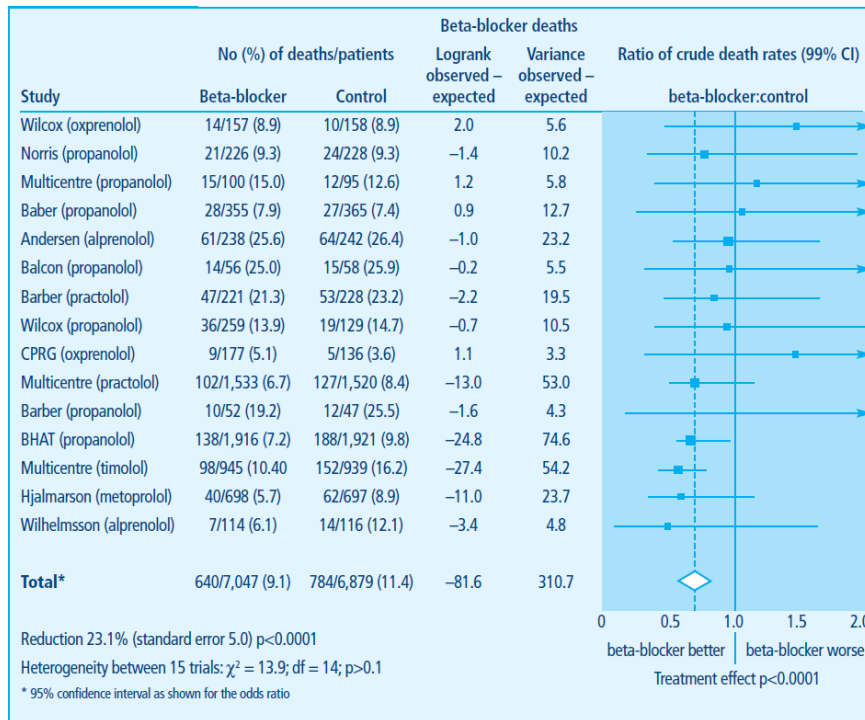 Beta-blocker deaths
No (%) of deaths/patients Logrank Variance Ratio of crude death rates (99% CI)
observed – observed –
Study Beta-blocker Control expected expected beta-blocker:control
Wilcox (oxprenolol) 14/157 (8.9) 10/158 (8.9) 2.0 5.6
Norris (propanolol) 21/226 (9.3) 24/228 (9.3) –1.4 10.2
Multicentre (propanolol) 15/100 (15.0) 12/95 (12.6) 1.2 5.8
Baber (propanolol) 28/355 (7.9) 27/365 (7.4) 0.9 12.7
Andersen (alprenolol) 61/238 (25.6) 64/242 (26.4) –1.0 23.2
Balcon (propanolol) 14/56 (25.0) 15/58 (25.9) –0.2 5.5
Barber (practolol) 47/221 (21.3) 53/228 (23.2) –2.2 19.5
Wilcox (propanolol) 36/259 (13.9) 19/129 (14.7) –0.7 10.5
CPRG (oxprenolol) 9/177 (5.1) 5/136 (3.6) 1.1 3.3
Multicentre (practolol) 102/1,533 (6.7) 127/1,520 (8.4) –13.0 53.0
Barber (propanolol) 10/52 (19.2) 12/47 (25.5) –1.6 4.3
BHAT (propanolol) 138/1,916 (7.2) 188/1,921 (9.8) –24.8 74.6
Multicentre (timolol) 98/945 (10.40 152/939 (16.2) –27.4 54.2
Hjalmarson (metoprolol) 40/698 (5.7) 62/697 (8.9) –11.0 23.7
Wilhelmsson (alprenolol) 7/114 (6.1) 14/116 (12.1) –3.4 4.8
Total* 640/7,047 (9.1) 784/6,879 (11.4) –81.6 310.7
0 0.5 1.0 1.5 2.0
Reduction 23.1% (standard error 5.0) p<0.0001
beta-blocker better beta-blocker worse
Heterogeneity between 15 trials: χ² = 13.9; df = 14; p>0.1
Treatment effect p<0.0001
* 95% confidence interval as shown for the odds ratio